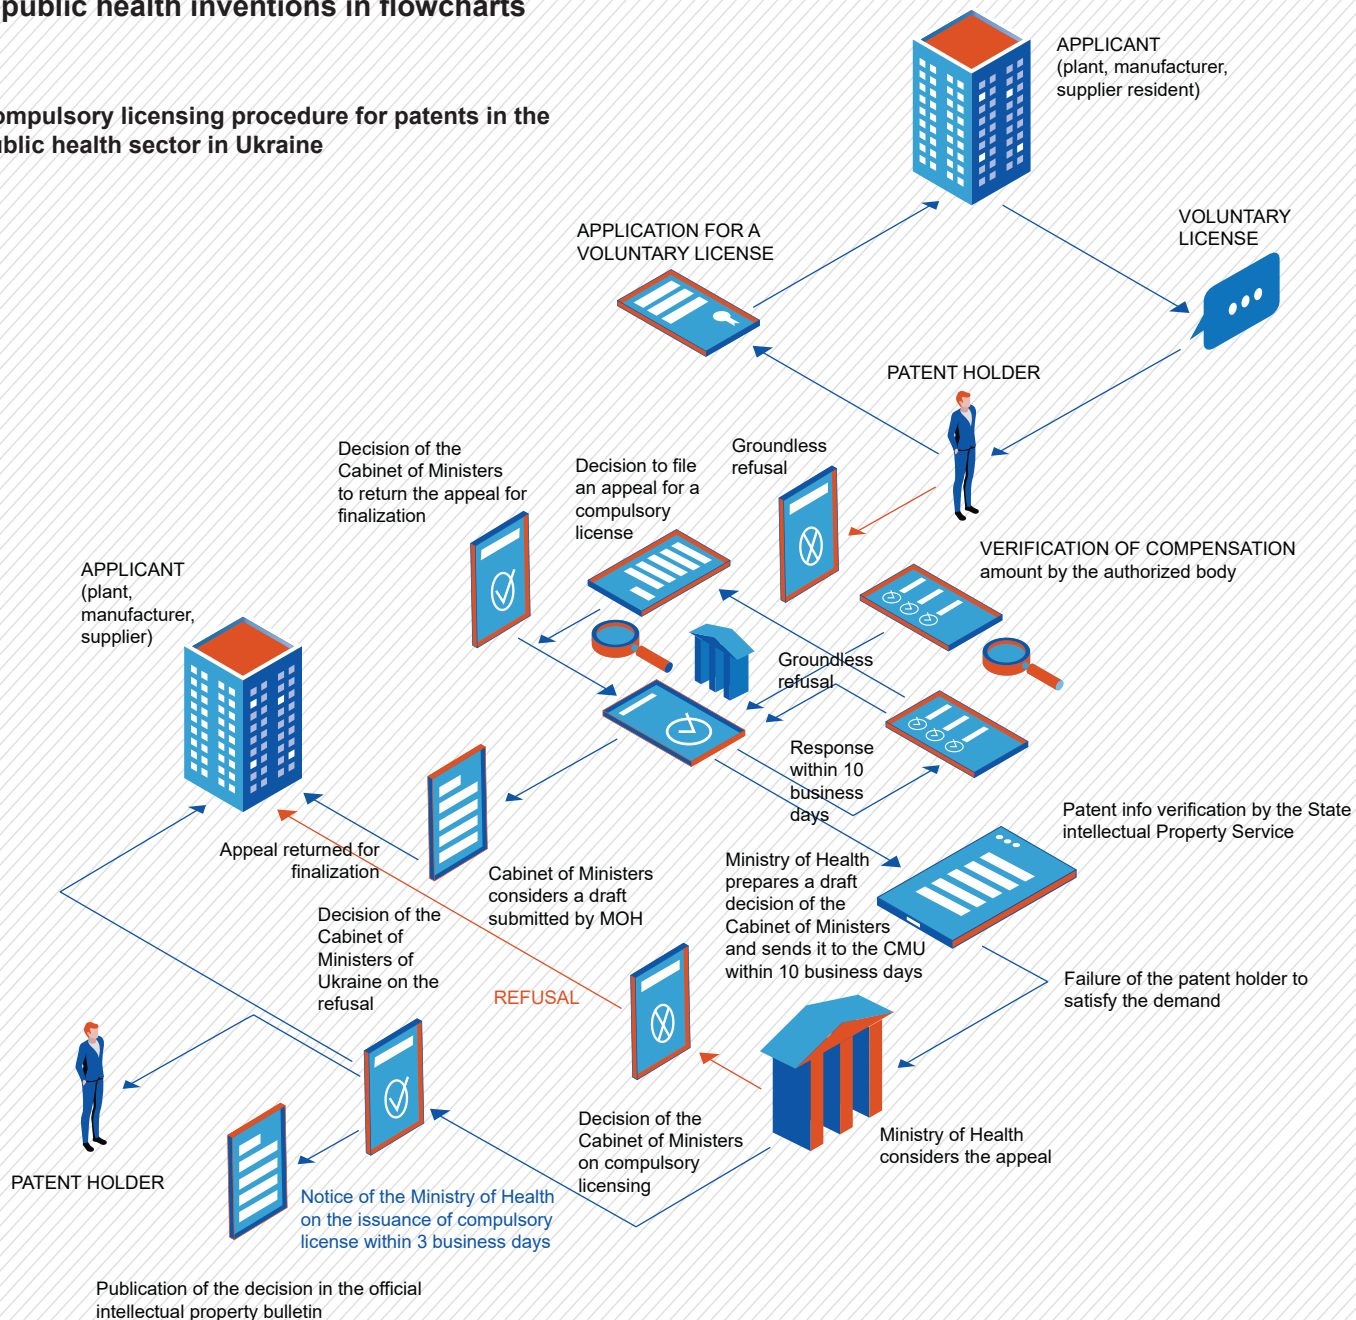 public health inventions in flowcharts
ompulsory licensing procedure for patents in the
ublic health sector in Ukraine
APPLICANT
(plant, manufacturer,
supplier resident)
VOLUNTARY
LICENSE
APPLICATION FOR A
VOLUNTARY LICENSE
PATENT HOLDER
Groundless
refusal
Decision of the
Cabinet of Ministers
to return the appeal for
finalization
Decision to file
an appeal for a
compulsory
license
VERIFICATION OF COMPENSATION
amount by the authorized body
APPLICANT
(plant,
manufacturer,
supplier)
Groundless
refusal
Response
within 10
business
days
Patent info verification by the State
intellectual Property Service
Appeal returned for
finalization
Cabinet of Ministers
considers a draft
submitted by MOH
Ministry of Health
prepares a draft
decision of the
Cabinet of Ministers
and sends it to the CMU
within 10 business days
Decision of the
Cabinet of
Ministers of
Ukraine on the
refusal
REFUSAL
Failure of the patent holder to
satisfy the demand
Decision of the
Cabinet of Ministers
on compulsory
licensing
Ministry of Health
considers the appeal
PATENT HOLDER
Notice of the Ministry of Health
on the issuance of compulsory
license within 3 business days
Publication of the decision in the official
intellectual property bulletin